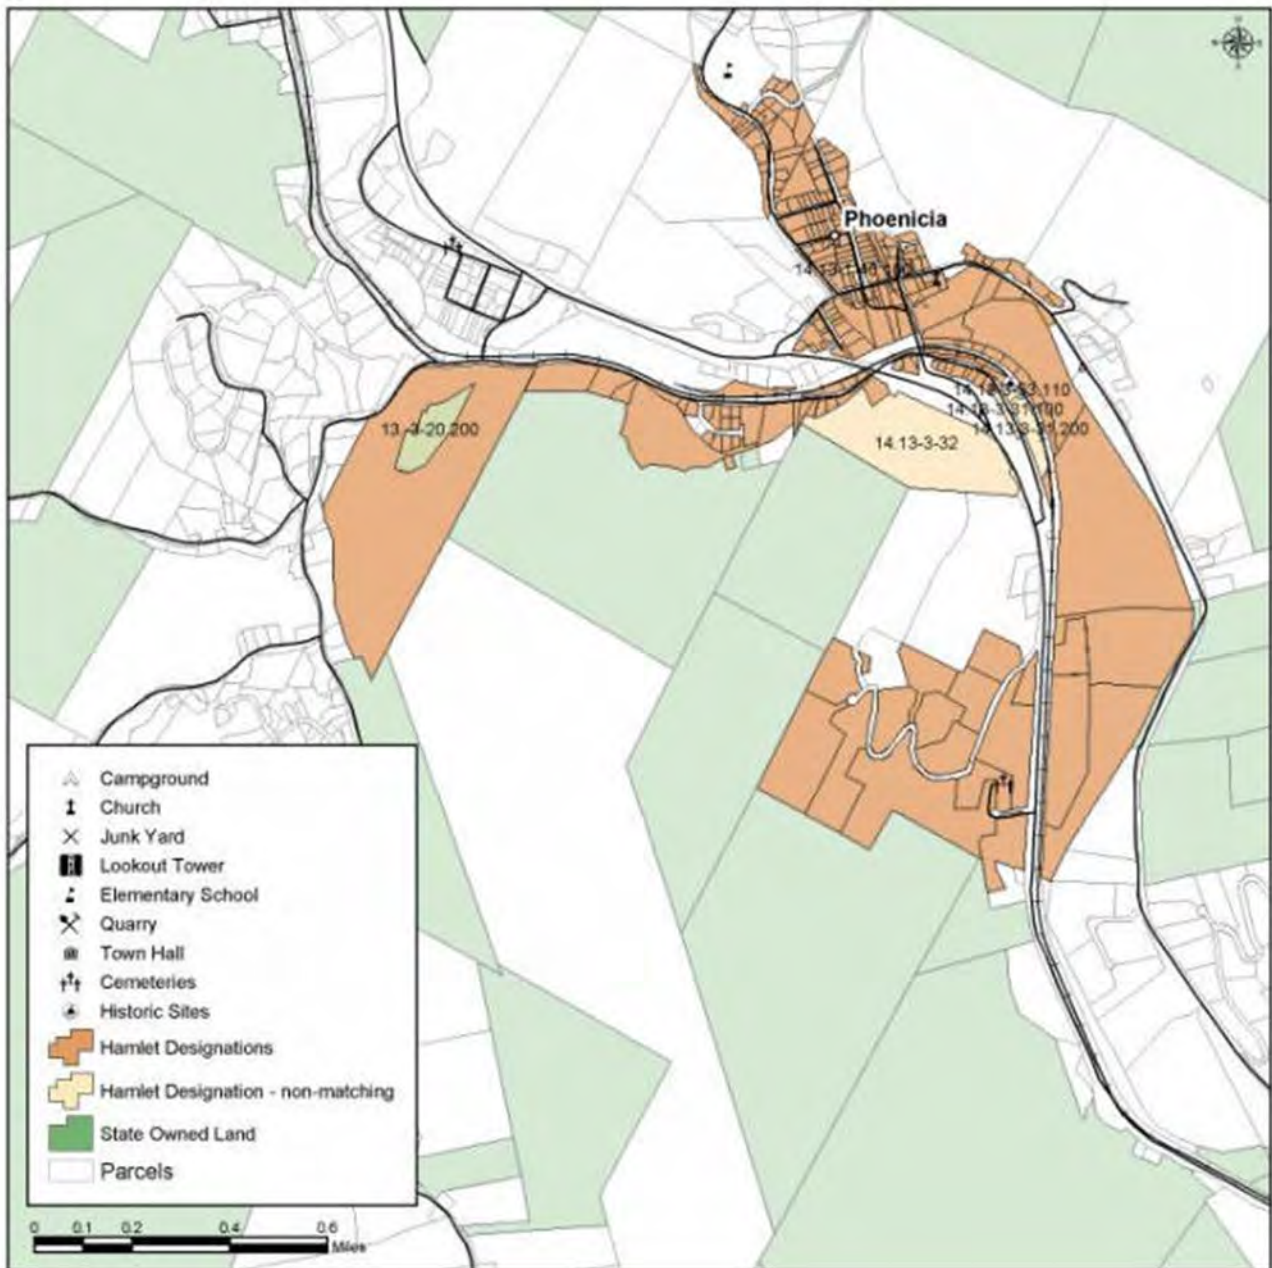 Phoenicia
13.-3-20.200
14.13-3-32
Campground
Church
Junk Yard
Lookout Tower
Elementary School
Quarry
Town Hall
Cemeteries
Historic Sites
Hamlet Designations
Hamlet Designation - non-matching
State Owned Land
Parcels
0 0.1 0.2 0.4 0.6
Miles